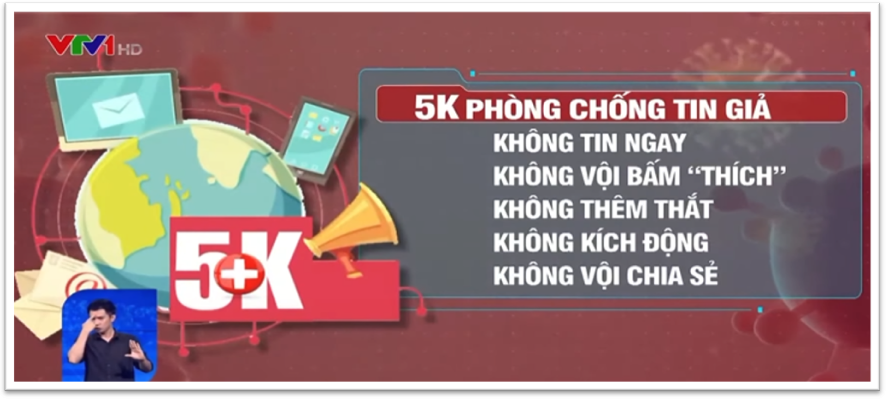 VTV1 HD
5K PHÒNG CHỐNG TIN GIẢ
KHÔNG TIN NGAY
KHÔNG VỘI BẤM “THÍCH”
KHÔNG THÊM THẮT
KHÔNG KÍCH ĐỘNG
KHÔNG VỘI CHIA SẺ
5K
@